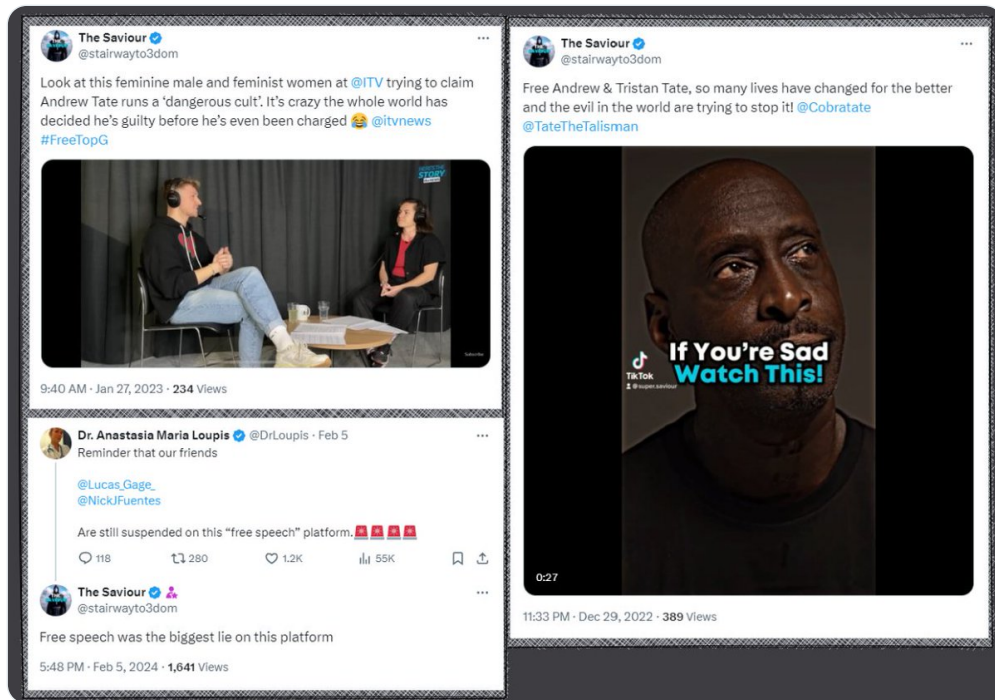 The Saviour
@stairwayto3dom
Look at this feminine male and feminist women at @ITV trying to claim
Andrew Tate runs a ‘dangerous cult’. It’s crazy the whole world has
decided he’s guilty before he’s even been charged 😂 @itvnews
#FreeTopG
STORY
9:40 AM · Jan 27, 2023 · 234 Views
Dr. Anastasia Maria Loupis @DrLoupis · Feb 5
Reminder that our friends
@Lucas_Gage_
@NickJFuentes
Are still suspended on this “free speech” platform.🚨🚨🚨🚨
118 280 1.2K 55K
The Saviour
@stairwayto3dom
Free speech was the biggest lie on this platform
5:48 PM · Feb 5, 2024 · 1,641 Views
The Saviour
@stairwayto3dom
Free Andrew & Tristan Tate, so many lives have changed for the better
and the evil in the world are trying to stop it! @Cobratate
@TateTheTalisman
If You’re Sad
Watch This!
TikTok
@super.saviour
0:27
11:33 PM · Dec 29, 2022 · 389 Views